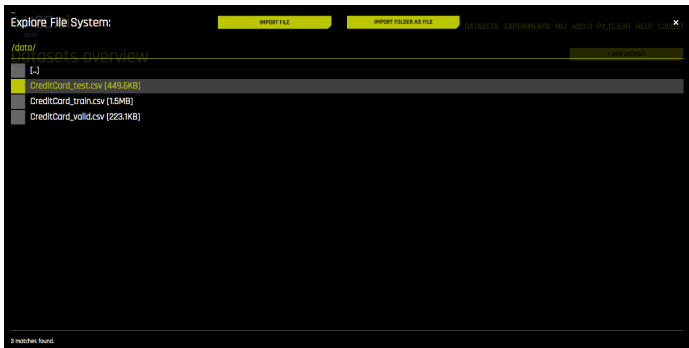 Explore File System:
IMPORT FILE
IMPORT FOLDER AS FILE
DATASETS EXPERIMENTS MLI H2O-3 PY_CLIENT HELP LOGOUT
×
/data/
Datasets overview
+ ADD DATASET
[..]
CreditCard_test.csv [449.6KB]
CreditCard_train.csv [1.5MB]
CreditCard_valid.csv [223.1KB]
3 matches found.